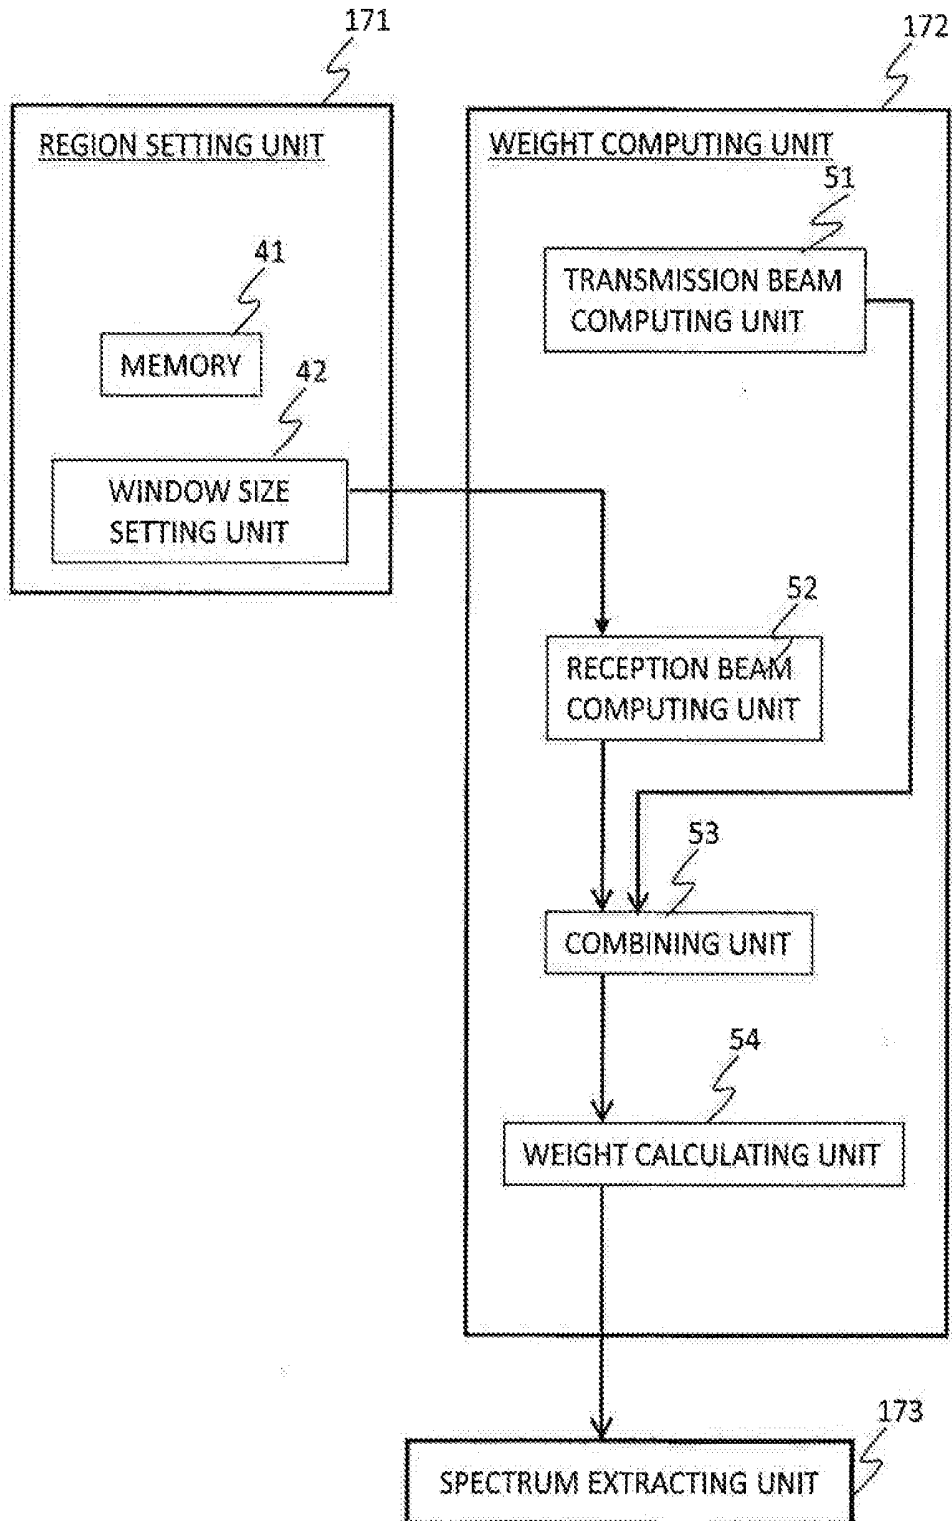 171
172
REGION SETTING UNIT
WEIGHT COMPUTING UNIT
51
TRANSMISSION BEAM
COMPUTING UNIT
41
MEMORY
42
WINDOW SIZE
SETTING UNIT
52
RECEPTION BEAM
COMPUTING UNIT
53
COMBINING UNIT
54
WEIGHT CALCULATING UNIT
173
SPECTRUM EXTRACTING UNIT